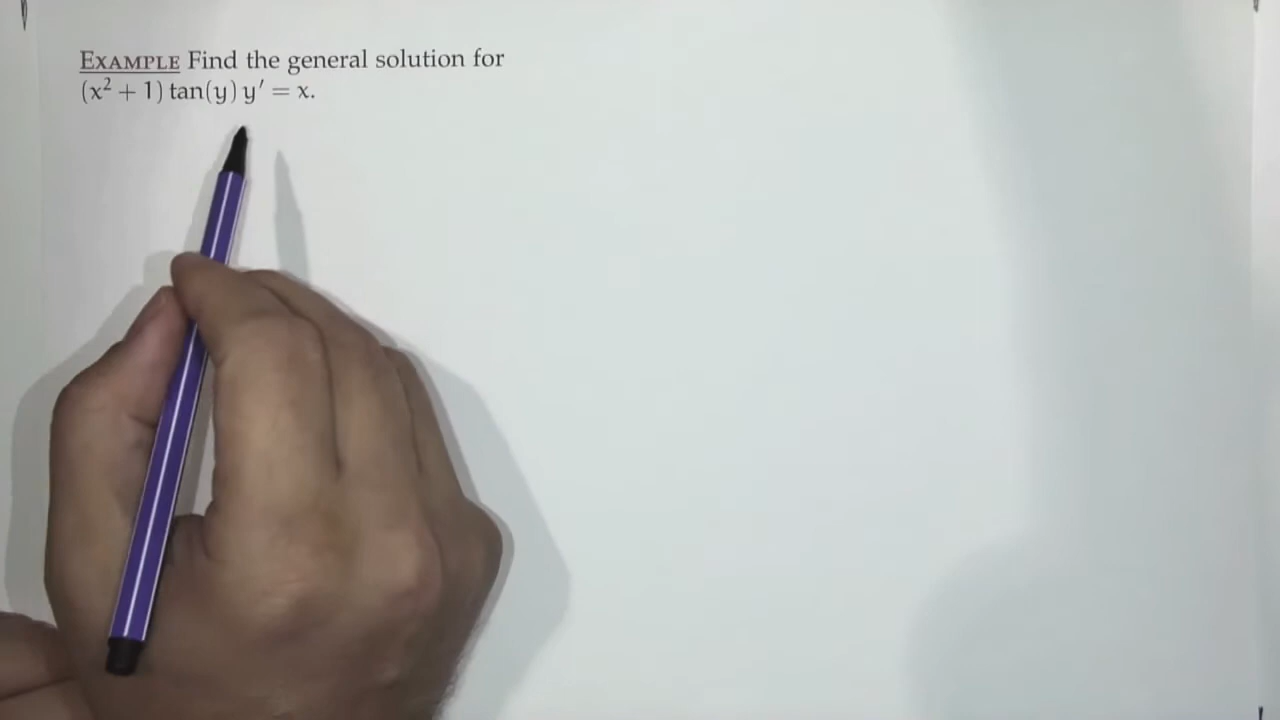 EXAMPLE Find the general solution for
(x² + 1) tan(y) y′ = x.